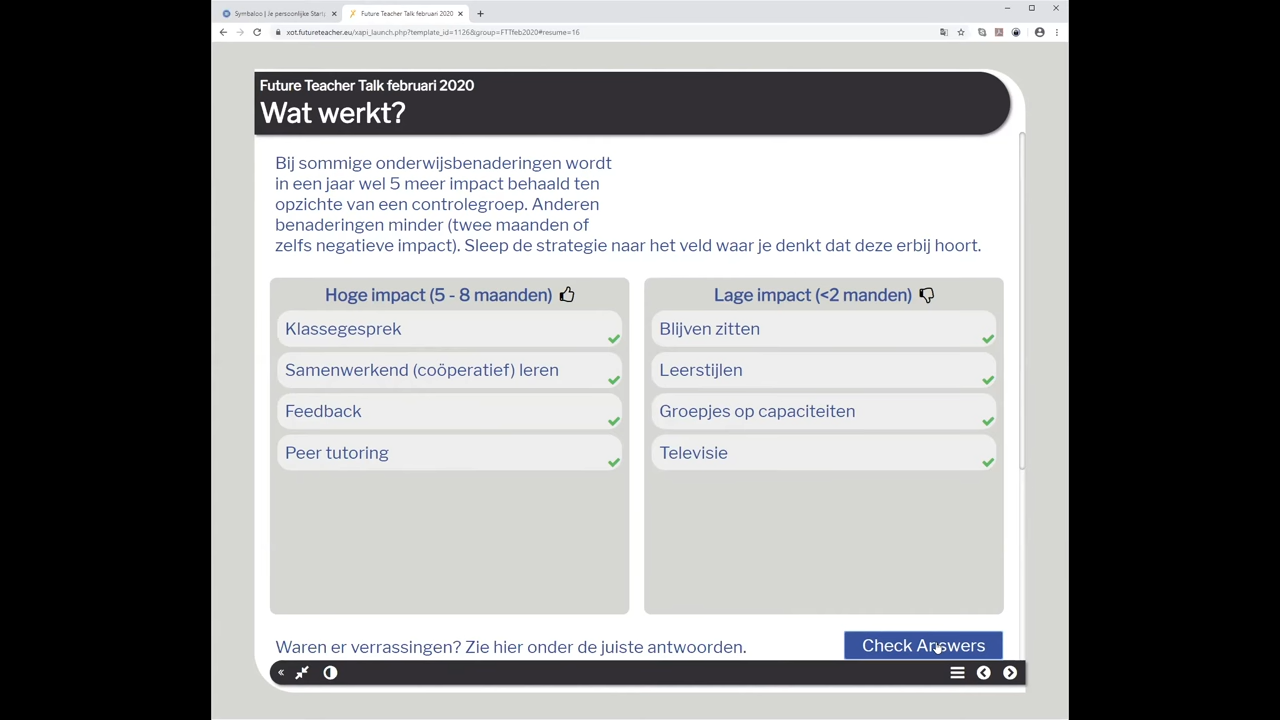 Symbaloo | Je persoonlijke Start
Future Teacher Talk februari 2020
xot.futureteacher.eu/xapi_launch.php?template_id=1126&group=FTTfeb2020#resume=16
Future Teacher Talk februari 2020
Wat werkt?
Bij sommige onderwijsbenaderingen wordt
in een jaar wel 5 meer impact behaald ten
opzichte van een controlegroep. Anderen
benaderingen minder (twee maanden of
zelfs negatieve impact). Sleep de strategie naar het veld waar je denkt dat deze erbij hoort.
Hoge impact (5 - 8 maanden)
Klassegesprek
Samenwerkend (coöperatief) leren
Feedback
Peer tutoring
Lage impact (<2 manden)
Blijven zitten
Leerstijlen
Groepjes op capaciteiten
Televisie
Waren er verrassingen? Zie hier onder de juiste antwoorden.
Check Answers